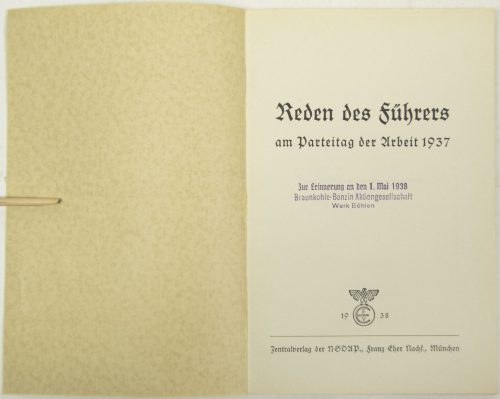 Reden des Führers
am Parteitag der Arbeit 1937
Zur Erinnerung an den 1. Mai 1938
Braunkohle-Benzin Aktiengesellschaft
Werk Böhlen
19 38
Zentralverlag der NSDAP., Franz Eher Nachf., München